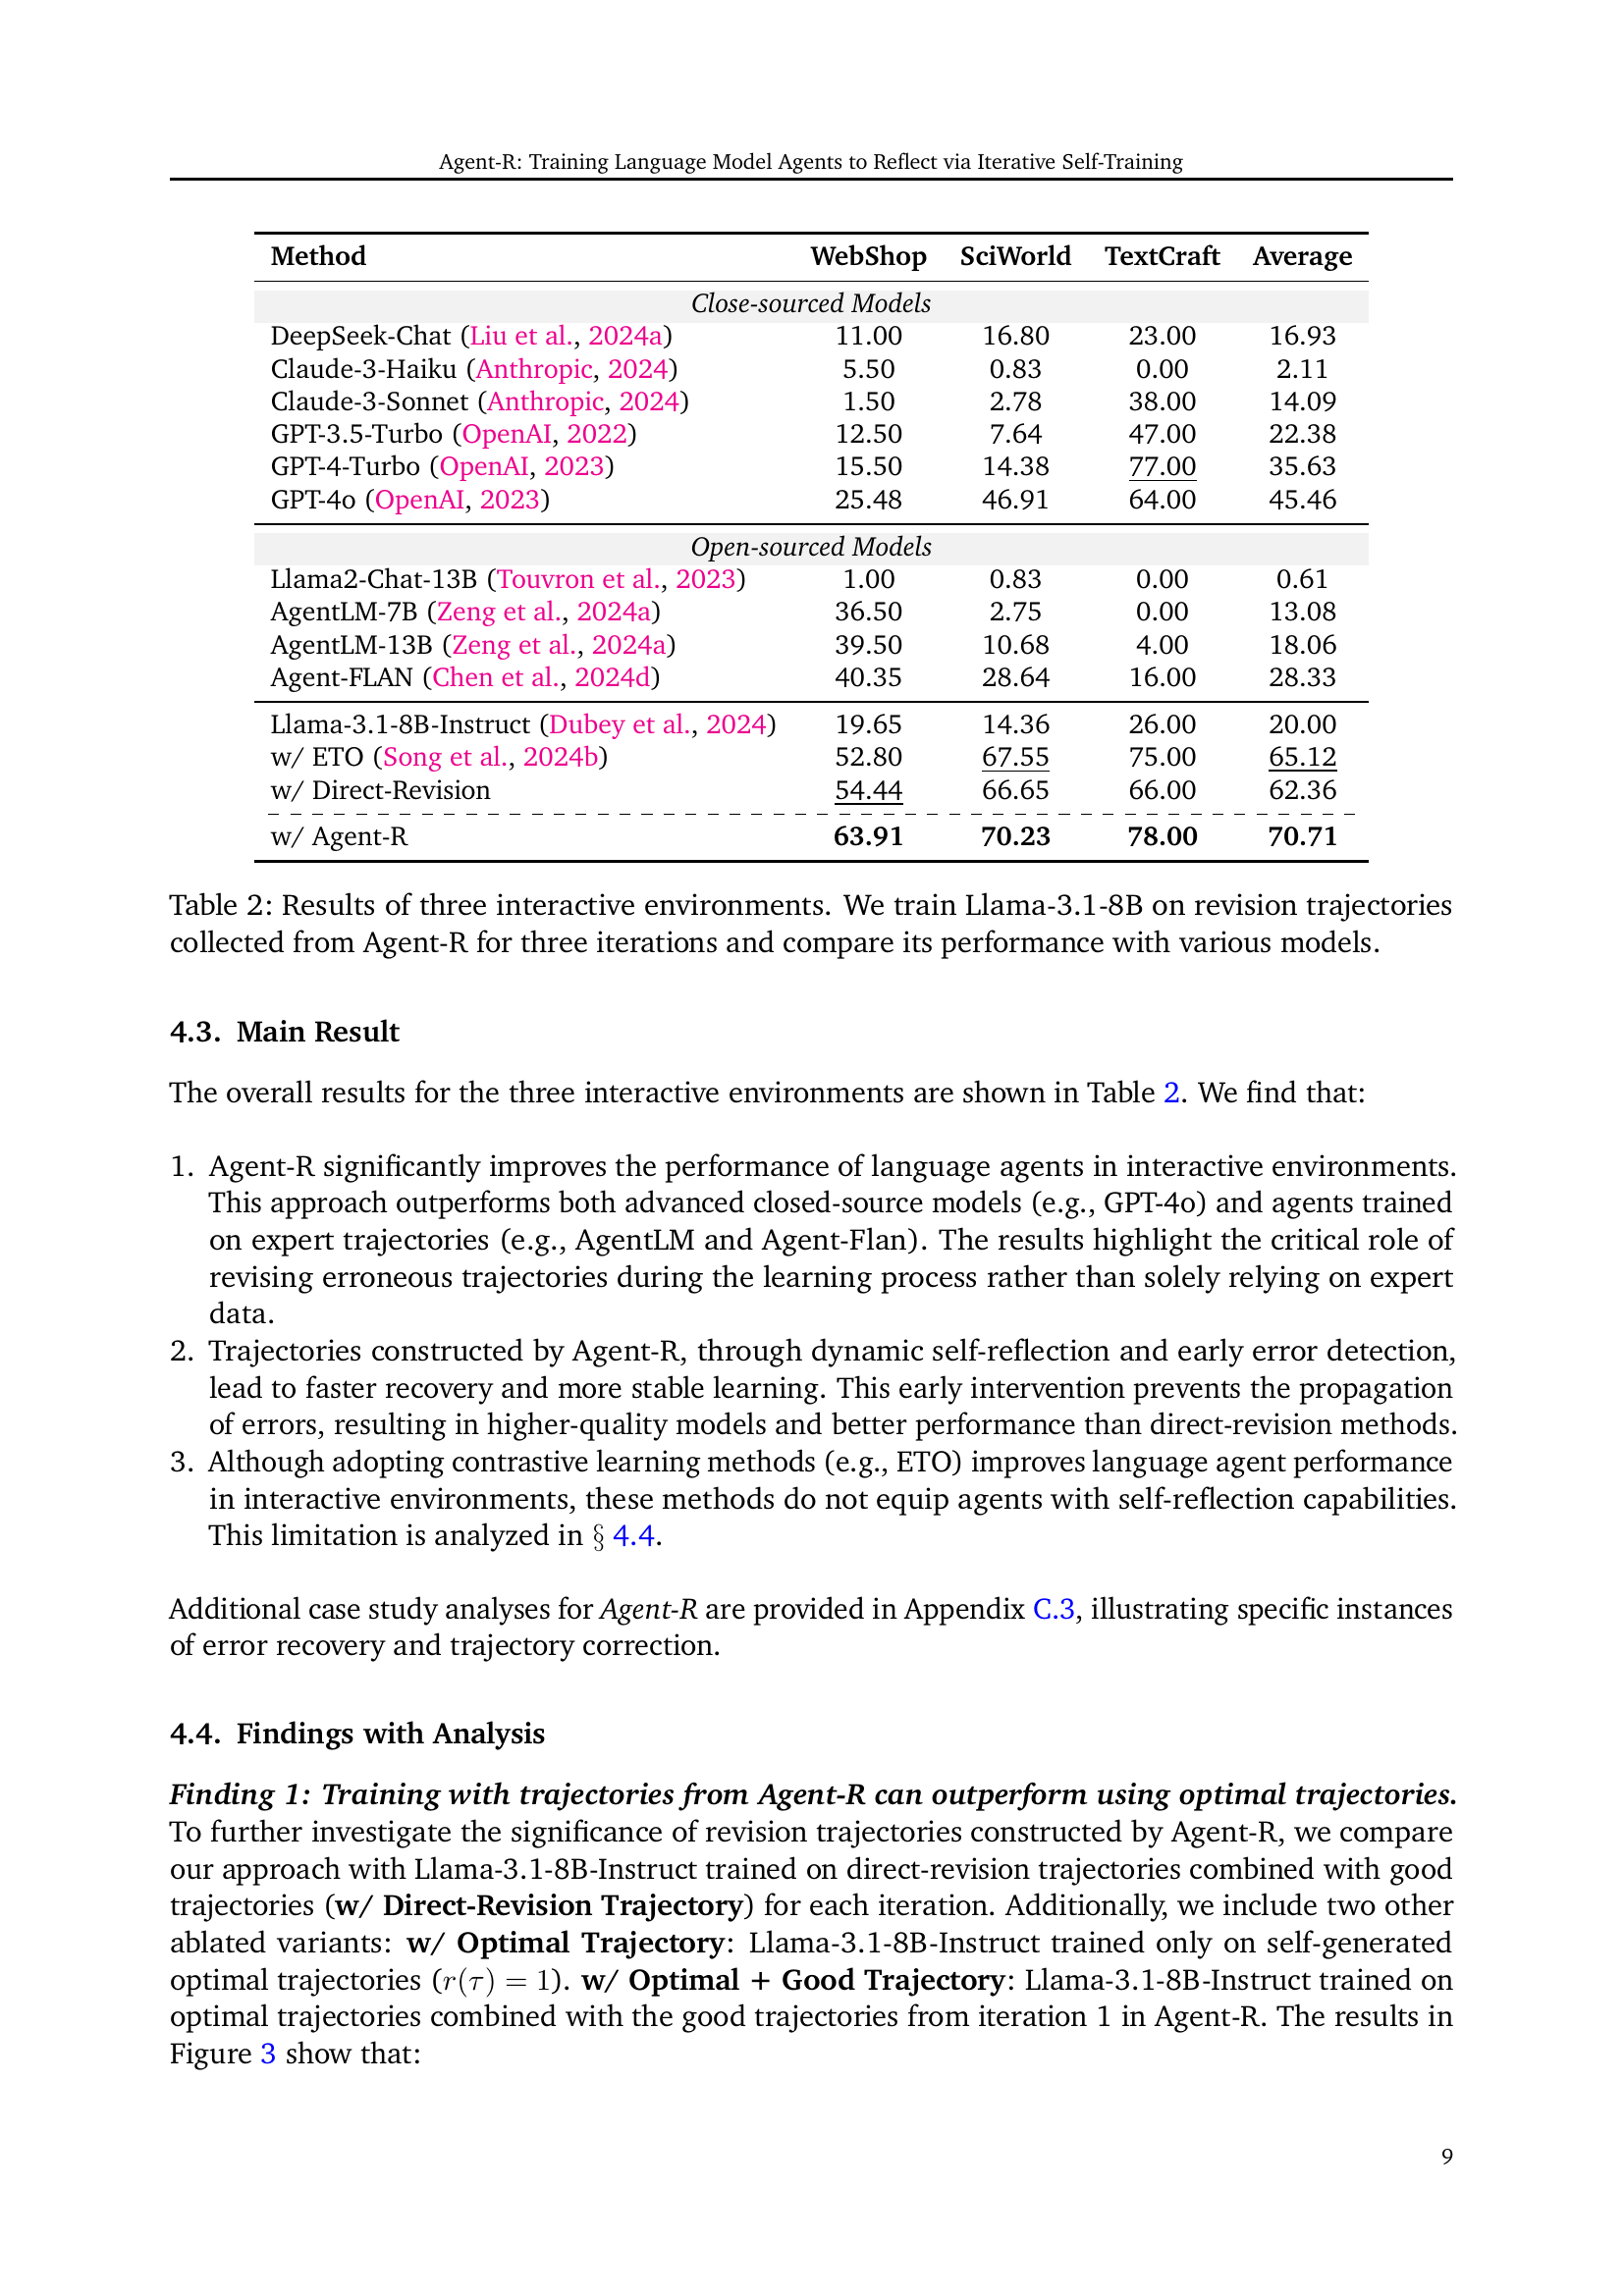 Agent-R: Training Language Model Agents to Reflect via Iterative Self-Training
Method WebShop SciWorld TextCraft Average
Close-sourced Models
DeepSeek-Chat (Liu et al., 2024a) 11.00 16.80 23.00 16.93
Claude-3-Haiku (Anthropic, 2024) 5.50 0.83 0.00 2.11
Claude-3-Sonnet (Anthropic, 2024) 1.50 2.78 38.00 14.09
GPT-3.5-Turbo (OpenAI, 2022) 12.50 7.64 47.00 22.38
GPT-4-Turbo (OpenAI, 2023) 15.50 14.38 77.00 35.63
GPT-4o (OpenAI, 2023) 25.48 46.91 64.00 45.46
Open-sourced Models
Llama2-Chat-13B (Touvron et al., 2023) 1.00 0.83 0.00 0.61
AgentLM-7B (Zeng et al., 2024a) 36.50 2.75 0.00 13.08
AgentLM-13B (Zeng et al., 2024a) 39.50 10.68 4.00 18.06
Agent-FLAN (Chen et al., 2024d) 40.35 28.64 16.00 28.33
Llama-3.1-8B-Instruct (Dubey et al., 2024) 19.65 14.36 26.00 20.00
w/ ETO (Song et al., 2024b) 52.80 67.55 75.00 65.12
w/ Direct-Revision 54.44 66.65 66.00 62.36
w/ Agent-R 63.91 70.23 78.00 70.71
Table 2: Results of three interactive environments. We train Llama-3.1-8B on revision trajectories
collected from Agent-R for three iterations and compare its performance with various models.
4.3. Main Result
The overall results for the three interactive environments are shown in Table 2. We find that:
1. Agent-R significantly improves the performance of language agents in interactive environments.
This approach outperforms both advanced closed-source models (e.g., GPT-4o) and agents trained
on expert trajectories (e.g., AgentLM and Agent-Flan). The results highlight the critical role of
revising erroneous trajectories during the learning process rather than solely relying on expert
data.
2. Trajectories constructed by Agent-R, through dynamic self-reflection and early error detection,
lead to faster recovery and more stable learning. This early intervention prevents the propagation
of errors, resulting in higher-quality models and better performance than direct-revision methods.
3. Although adopting contrastive learning methods (e.g., ETO) improves language agent performance
in interactive environments, these methods do not equip agents with self-reflection capabilities.
This limitation is analyzed in § 4.4.
Additional case study analyses for Agent-R are provided in Appendix C.3, illustrating specific instances
of error recovery and trajectory correction.
4.4. Findings with Analysis
Finding 1: Training with trajectories from Agent-R can outperform using optimal trajectories.
To further investigate the significance of revision trajectories constructed by Agent-R, we compare
our approach with Llama-3.1-8B-Instruct trained on direct-revision trajectories combined with good
trajectories (w/ Direct-Revision Trajectory) for each iteration. Additionally, we include two other
ablated variants: w/ Optimal Trajectory: Llama-3.1-8B-Instruct trained only on self-generated
optimal trajectories (r(τ) = 1). w/ Optimal + Good Trajectory: Llama-3.1-8B-Instruct trained on
optimal trajectories combined with the good trajectories from iteration 1 in Agent-R. The results in
Figure 3 show that:
9